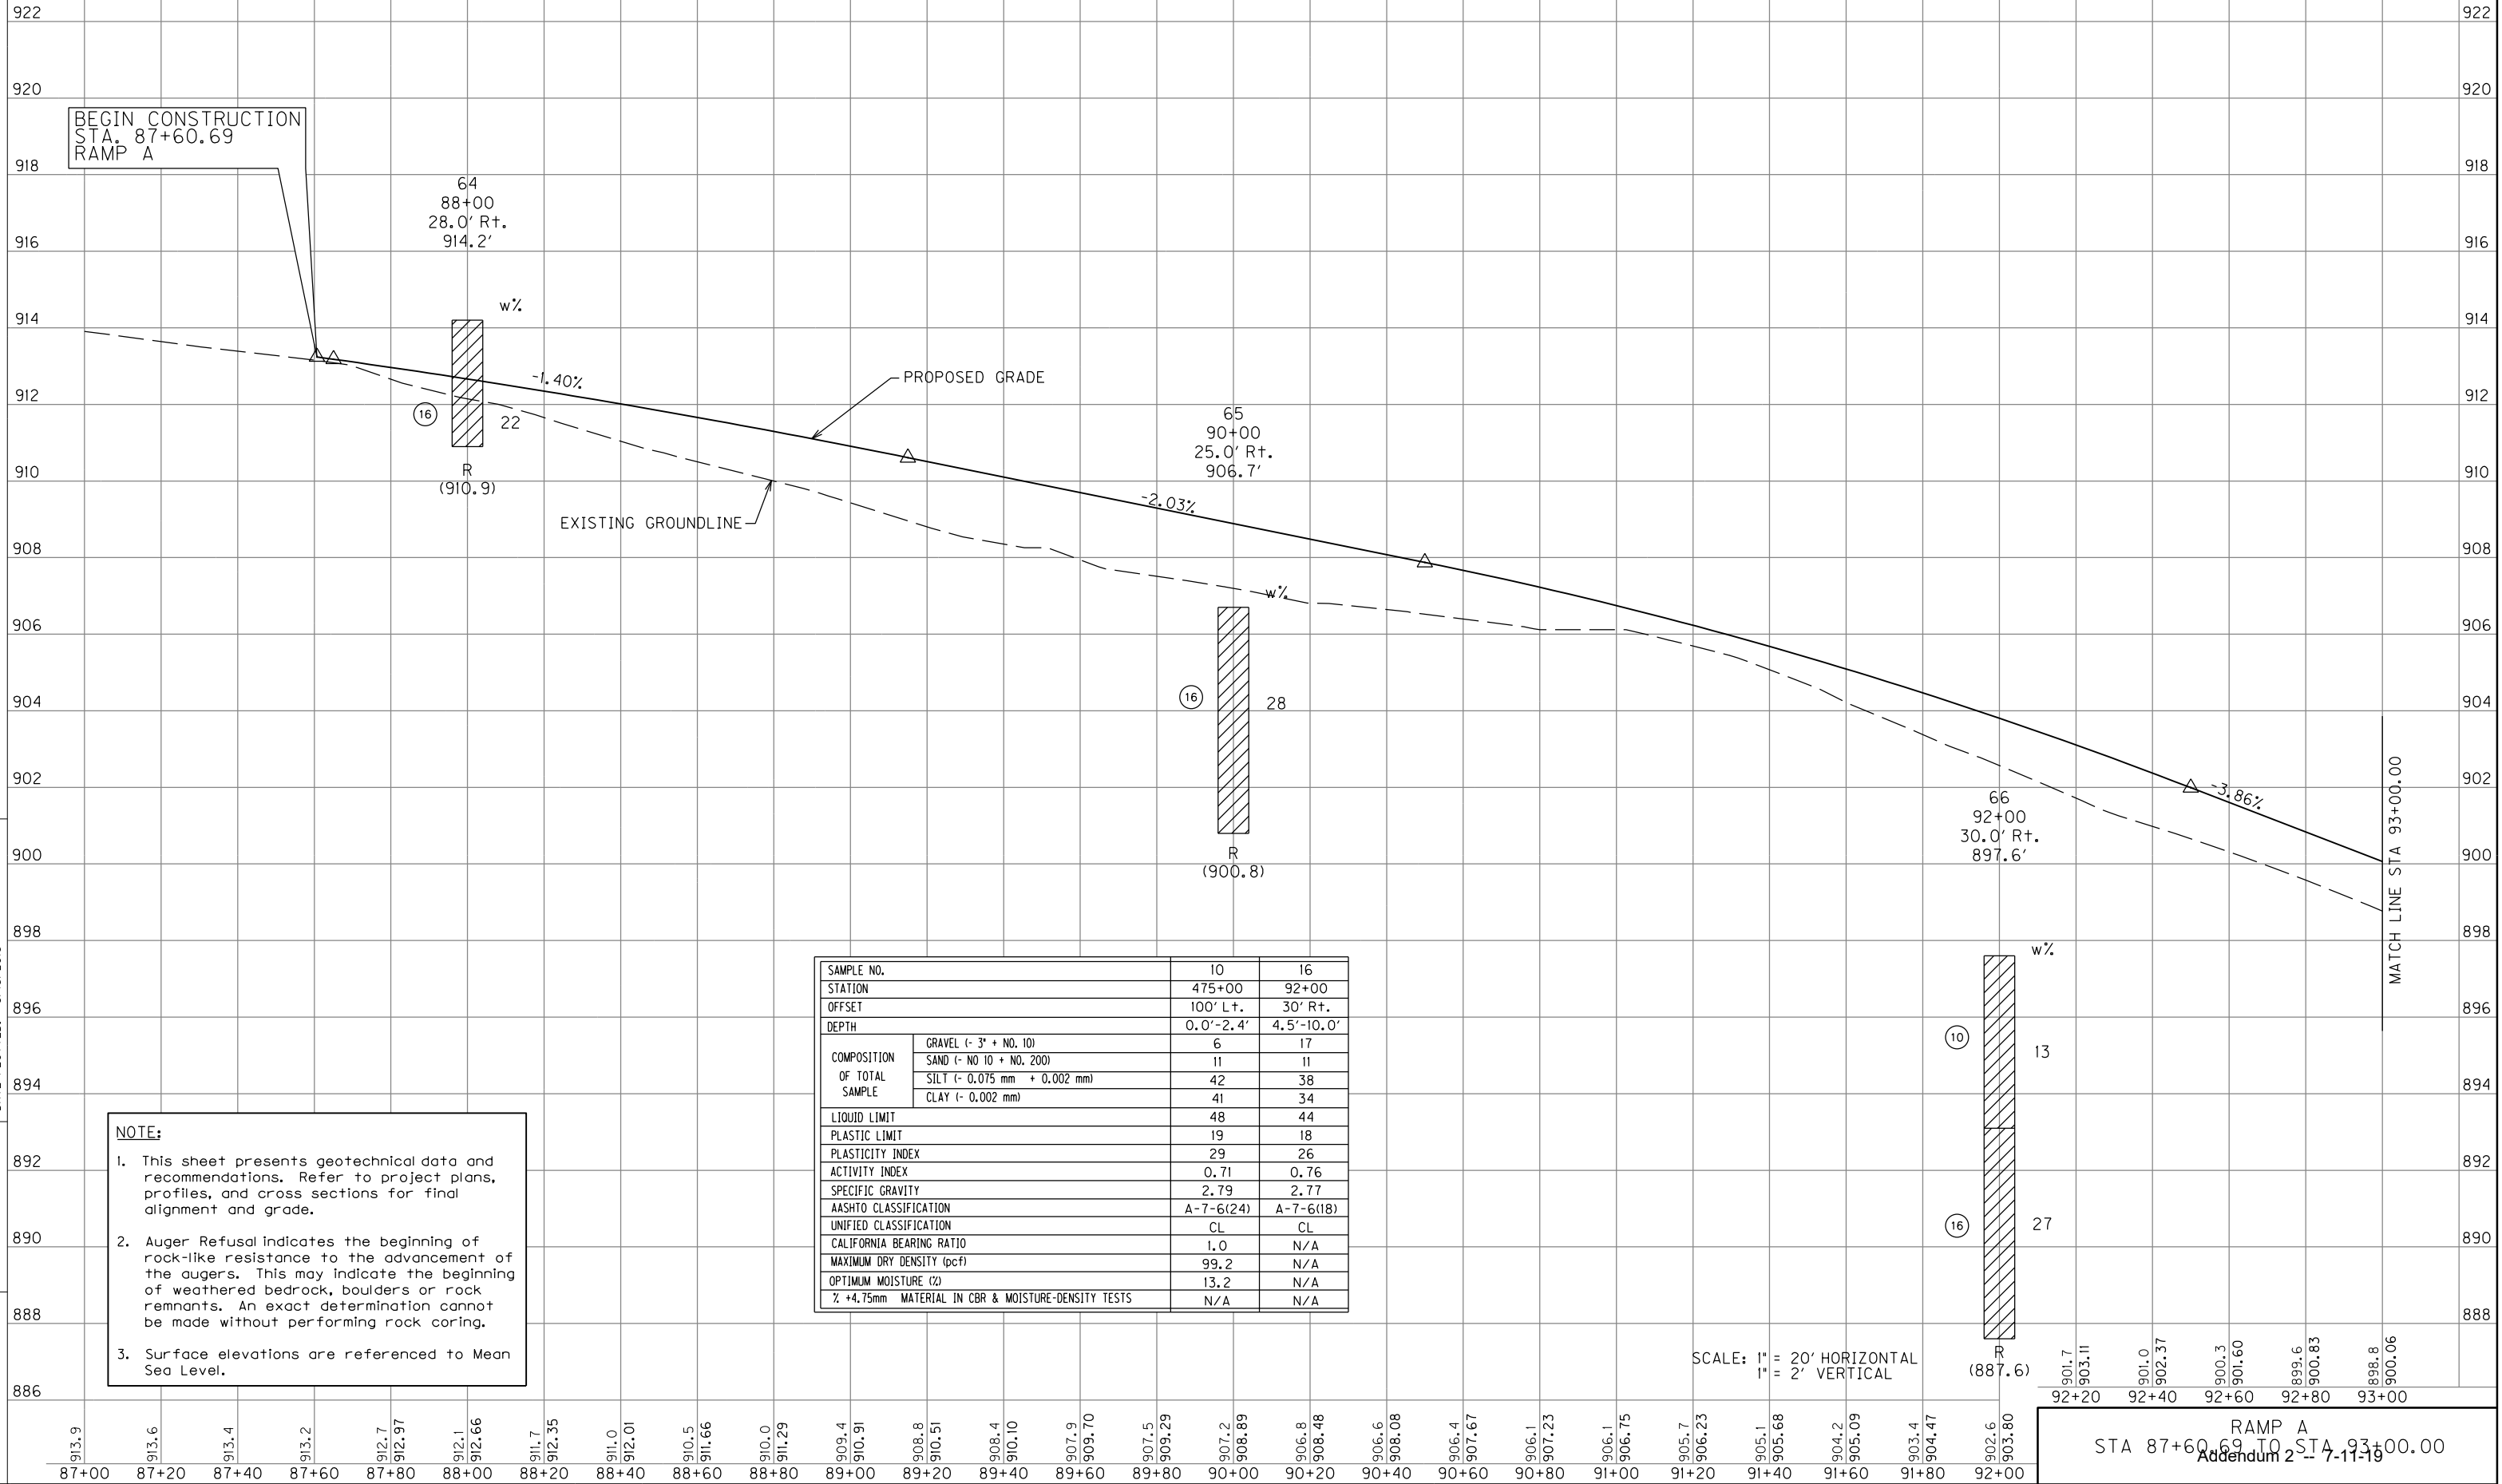 922 922
920 920
918 918
916 916
914 914
912 912
910 910
908 908
906 906
904 904
902 902
900 900
898 898
896 896
894 894
892 892
890 890
888 888
886
BEGIN CONSTRUCTION
STA. 87+60.69
RAMP A
64
88+00
28.0' Rt.
914.2'
w%
16
22
R
(910.9)
-1.40%
PROPOSED GRADE
EXISTING GROUNDLINE
65
90+00
25.0' Rt.
906.7'
-2.03%
w%
16
28
R
(900.8)
66
92+00
30.0' Rt.
897.6'
-3.86%
w%
10
13
16
27
R
(887.6)
MATCH LINE STA 93+00.00
SAMPLE NO. 10 16
STATION 475+00 92+00
OFFSET 100' Lt. 30' Rt.
DEPTH 0.0'-2.4' 4.5'-10.0'
COMPOSITION
OF TOTAL
SAMPLE
GRAVEL (- 3" + NO. 10) 6 17
SAND (- NO 10 + NO. 200) 11 11
SILT (- 0.075 mm + 0.002 mm) 42 38
CLAY (- 0.002 mm) 41 34
LIQUID LIMIT 48 44
PLASTIC LIMIT 19 18
PLASTICITY INDEX 29 26
ACTIVITY INDEX 0.71 0.76
SPECIFIC GRAVITY 2.79 2.77
AASHTO CLASSIFICATION A-7-6(24) A-7-6(18)
UNIFIED CLASSIFICATION CL CL
CALIFORNIA BEARING RATIO 1.0 N/A
MAXIMUM DRY DENSITY (pcf) 99.2 N/A
OPTIMUM MOISTURE (%) 13.2 N/A
% +4.75mm MATERIAL IN CBR & MOISTURE-DENSITY TESTS N/A N/A
NOTE:
1. This sheet presents geotechnical data and
recommendations. Refer to project plans,
profiles, and cross sections for final
alignment and grade.
2. Auger Refusal indicates the beginning of
rock-like resistance to the advancement of
the augers. This may indicate the beginning
of weathered bedrock, boulders or rock
remnants. An exact determination cannot
be made without performing rock coring.
3. Surface elevations are referenced to Mean
Sea Level.
SCALE: 1" = 20' HORIZONTAL
1" = 2' VERTICAL
913.9 913.6 913.4 913.2 912.7 912.97 912.1 912.66 911.7 912.35 911.0 912.01 910.5 911.66 910.0 911.29 909.4 910.91 908.8 910.51 908.4 910.10 907.9 909.70 907.5 909.29 907.2 908.89 906.8 908.48 906.6 908.08 906.4 907.67 906.1 907.23 906.1 906.75 905.7 906.23 905.1 905.68 904.2 905.09 903.4 904.47 902.6 903.80
87+00 87+20 87+40 87+60 87+80 88+00 88+20 88+40 88+60 88+80 89+00 89+20 89+40 89+60 89+80 90+00 90+20 90+40 90+60 90+80 91+00 91+20 91+40 91+60 91+80 92+00
901.7 903.11 901.0 902.37 900.3 901.60 899.6 900.83 898.8 900.06
92+20 92+40 92+60 92+80 93+00
RAMP A
STA 87+60.69 TO STA 93+00.00
Addendum 2 -- 7-11-19